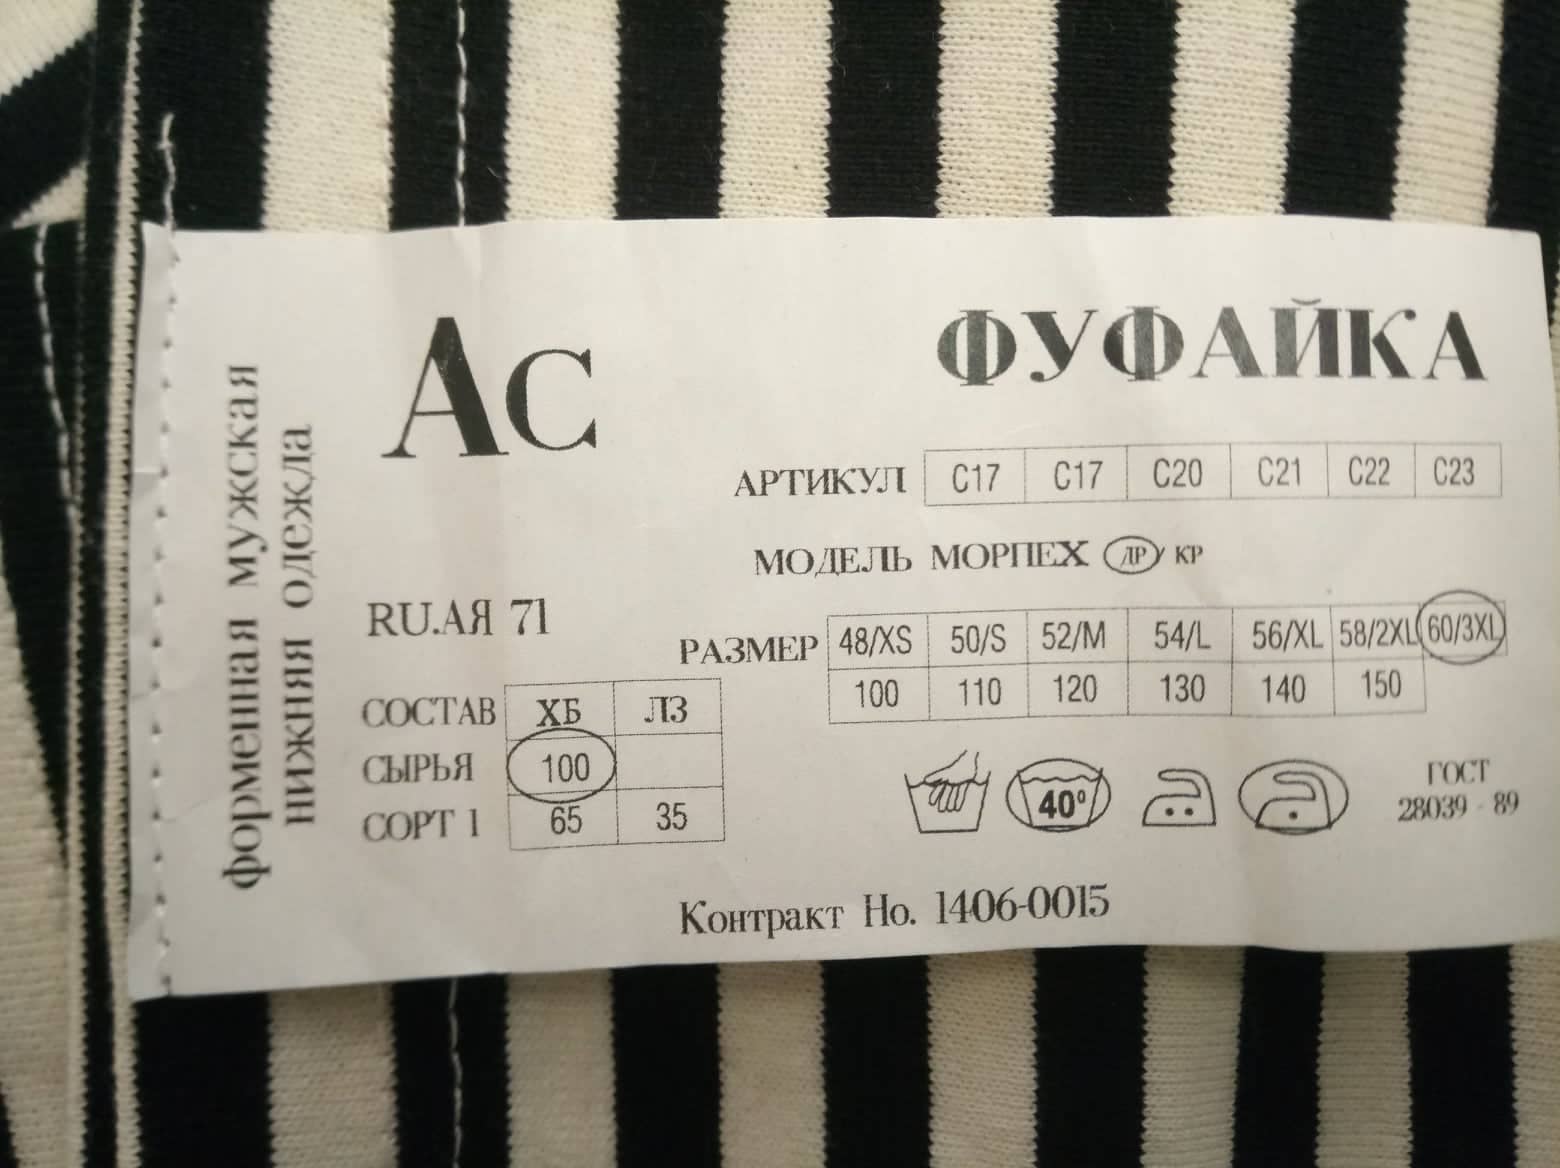 форменная мужская
нижняя одежда
Ас
ФУФАЙКА
АРТИКУЛ С17 С17 С20 С21 С22 С23
МОДЕЛЬ МОРПЕХ ДР КР
RU.АЯ 71
РАЗМЕР 48/XS 50/S 52/M 54/L 56/XL 58/2XL 60/3XL
100 110 120 130 140 150
СОСТАВ ХБ ЛЗ
СЫРЬЯ 100
СОРТ 1 65 35
40°
ГОСТ
28039 - 89
Контракт Но. 1406-0015